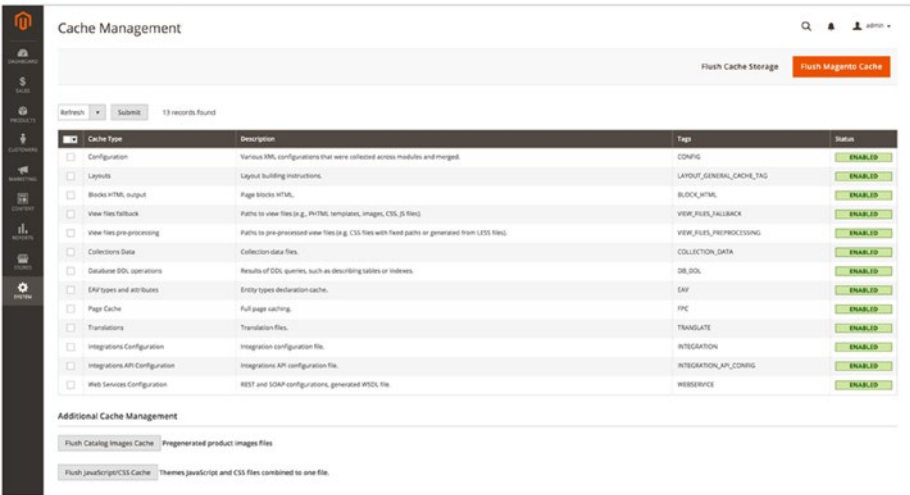 Cache Management
admin
DASHBOARD
SALES
PRODUCTS
CUSTOMERS
MARKETING
CONTENT
REPORTS
STORES
SYSTEM
Flush Cache Storage Flush Magento Cache
Refresh Submit 13 records found
Cache Type Description Tags Status
Configuration Various XML configurations that were collected across modules and merged. CONFIG ENABLED
Layouts Layout building instructions. LAYOUT_GENERAL_CACHE_TAG ENABLED
Blocks HTML output Page blocks HTML. BLOCK_HTML ENABLED
View files fallback Paths to view files (e.g., PHTML templates, images, CSS, JS files). VIEW_FILES_FALLBACK ENABLED
View files pre-processing Paths to pre-processed view files (e.g. CSS files with fixed paths or generated from LESS files). VIEW_FILES_PREPROCESSING ENABLED
Collections Data Collection data files. COLLECTION_DATA ENABLED
Database DDL operations Results of DDL queries, such as describing tables or indexes. DB_DDL ENABLED
EAV types and attributes Entity types declaration cache. EAV ENABLED
Page Cache Full page caching. FPC ENABLED
Translations Translation files. TRANSLATE ENABLED
Integrations Configuration Integration configuration file. INTEGRATION ENABLED
Integrations API Configuration Integrations API configuration file. INTEGRATION_API_CONFIG ENABLED
Web Services Configuration REST and SOAP configurations, generated WSDL file. WEBSERVICE ENABLED
Additional Cache Management
Flush Catalog Images Cache Pregenerated product images files
Flush JavaScript/CSS Cache Themes JavaScript and CSS files combined to one file.